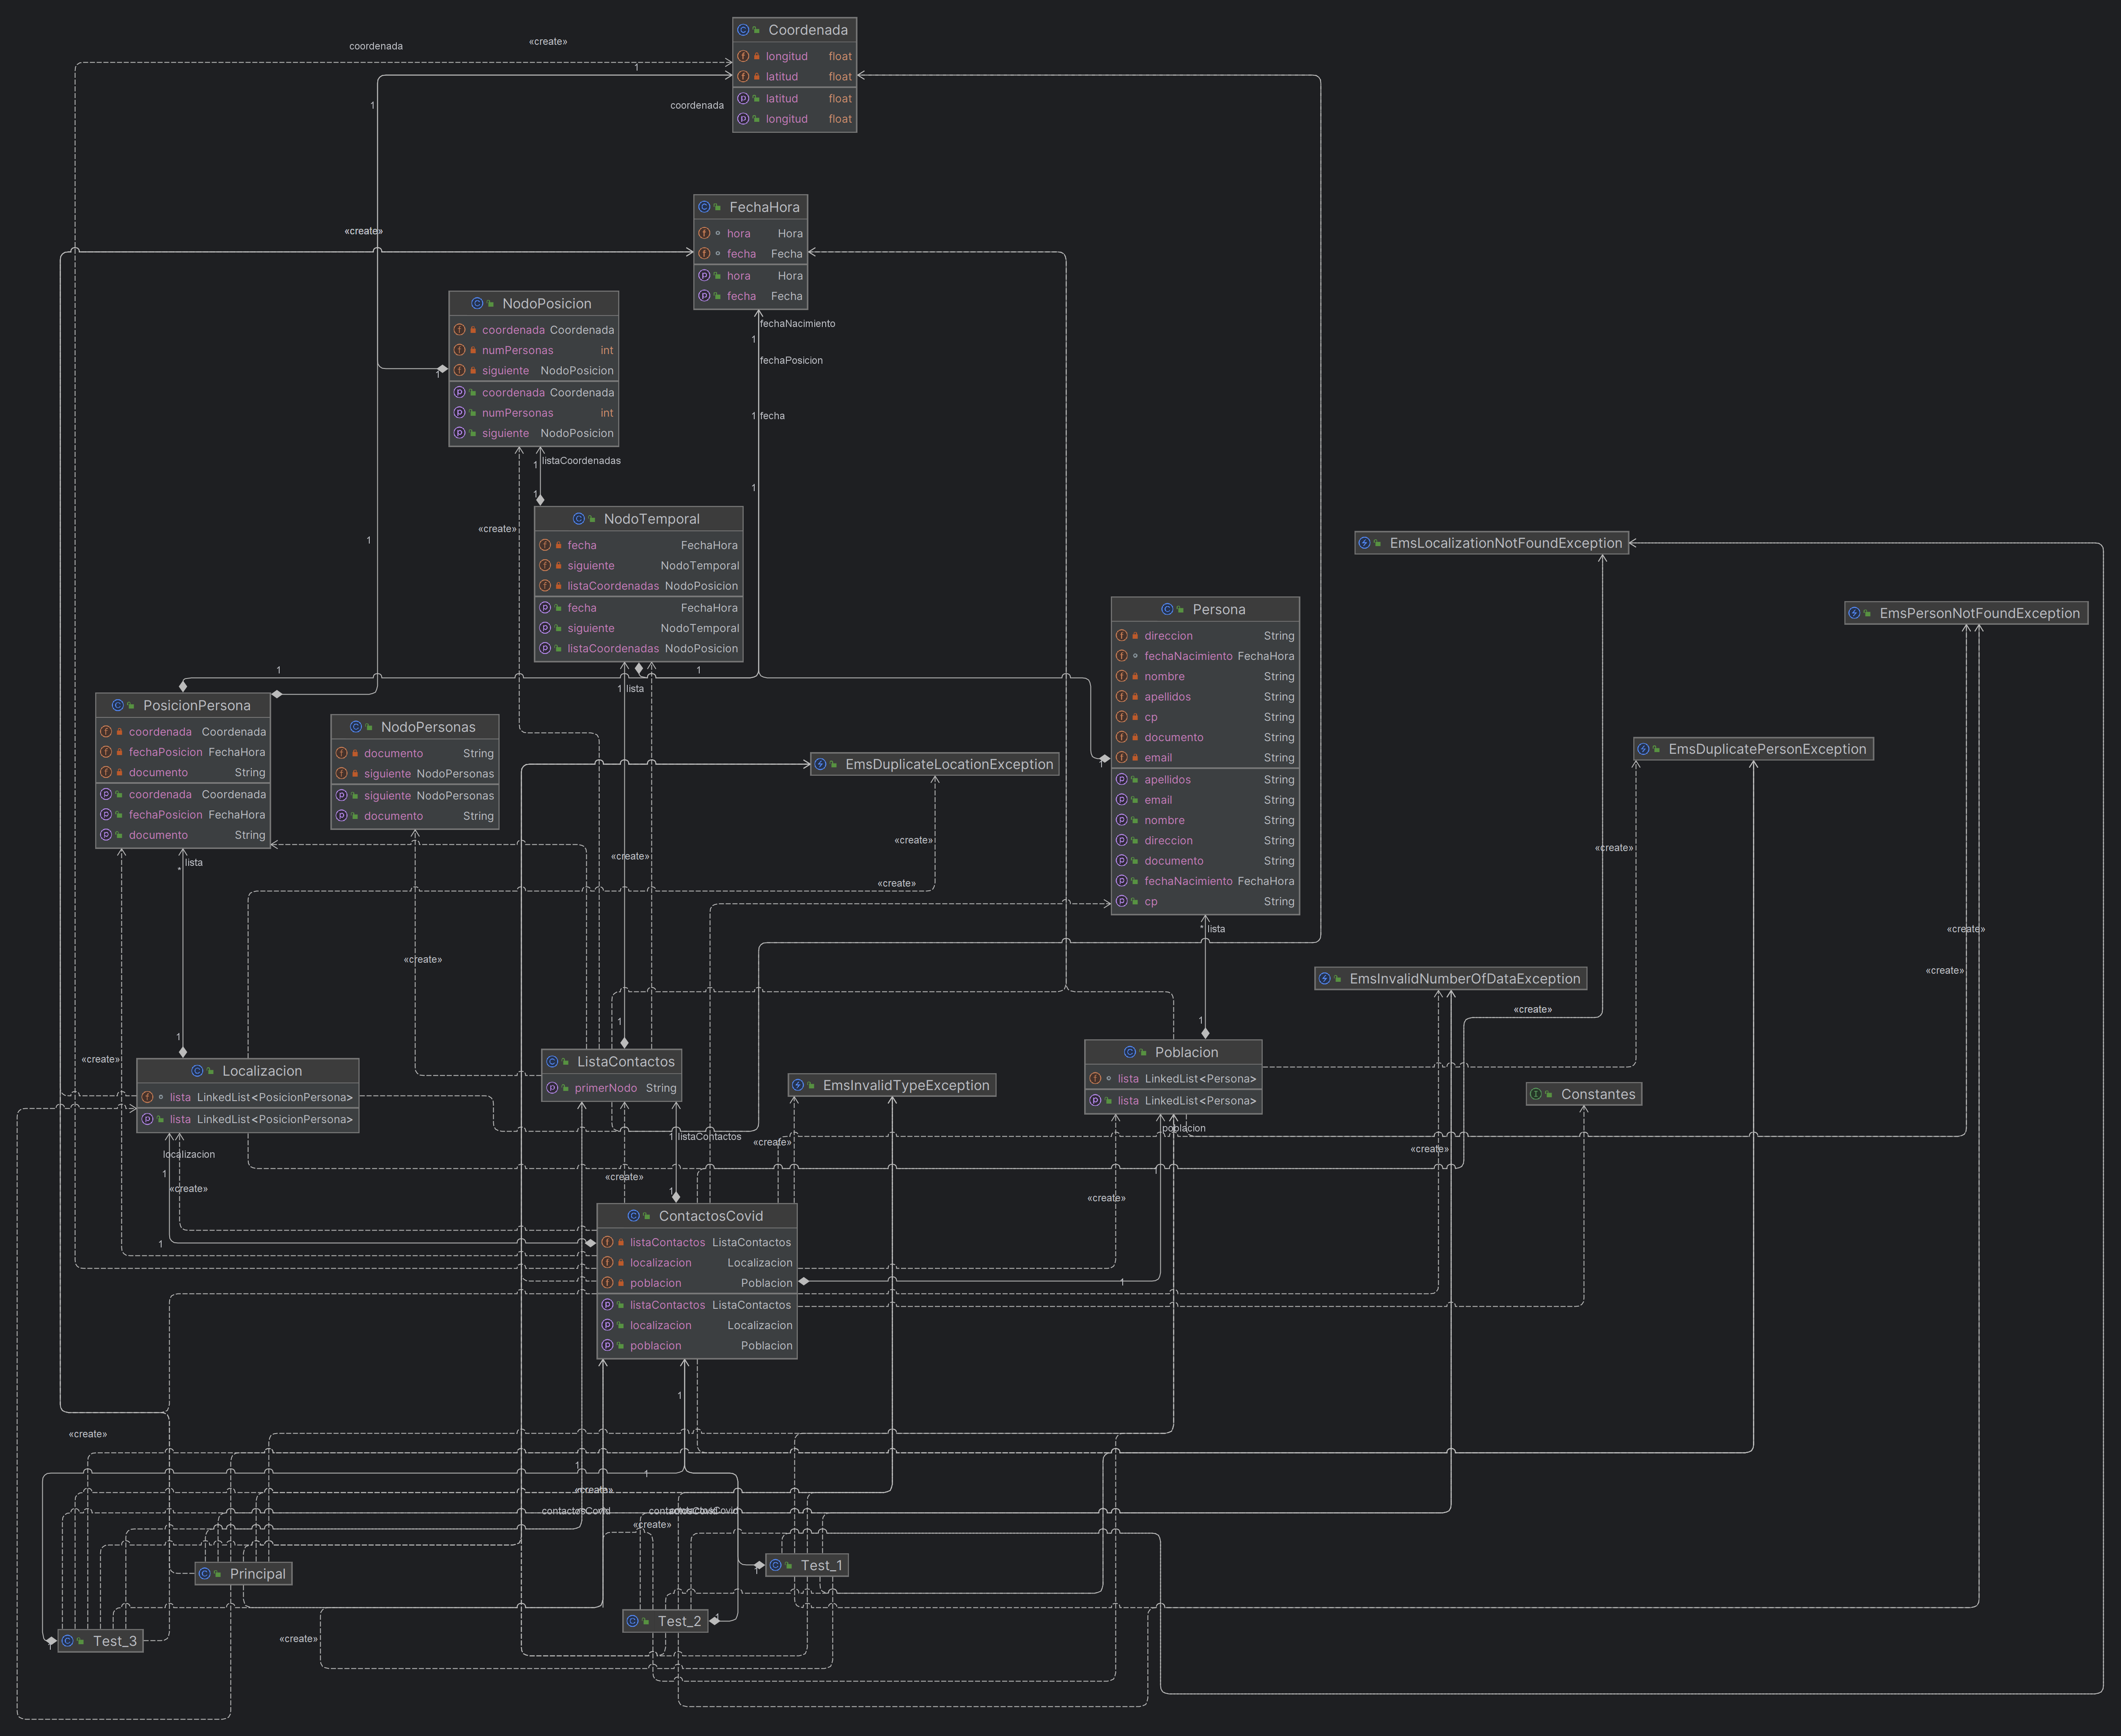 coordenada
«create»
Coordenada
longitud float
latitud float
latitud float
longitud float
1
1
coordenada
«create»
FechaHora
hora Hora
fecha Fecha
hora Hora
fecha Fecha
NodoPosicion
coordenada Coordenada
numPersonas int
siguiente NodoPosicion
coordenada Coordenada
numPersonas int
siguiente NodoPosicion
fechaNacimiento
1
fechaPosicion
1
1 fecha
1 listaCoordenadas
1
1
«create»
NodoTemporal
fecha FechaHora
siguiente NodoTemporal
listaCoordenadas NodoPosicion
fecha FechaHora
siguiente NodoTemporal
listaCoordenadas NodoPosicion
1
EmsLocalizationNotFoundException
EmsPersonNotFoundException
Persona
direccion String
fechaNacimiento FechaHora
nombre String
apellidos String
cp String
documento String
email String
apellidos String
email String
nombre String
direccion String
documento String
fechaNacimiento FechaHora
cp String
1
1
1
1 lista
PosicionPersona
coordenada Coordenada
fechaPosicion FechaHora
documento String
coordenada Coordenada
fechaPosicion FechaHora
documento String
NodoPersonas
documento String
siguiente NodoPersonas
siguiente NodoPersonas
documento String
EmsDuplicateLocationException
EmsDuplicatePersonException
* lista
«create»
«create»
«create»
«create»
* lista
«create»
«create»
«create»
EmsInvalidNumberOfDataException
«create»
1
1
1
«create»
Localizacion
lista LinkedList<PosicionPersona>
lista LinkedList<PosicionPersona>
ListaContactos
primerNodo String
EmsInvalidTypeException
Poblacion
lista LinkedList<Persona>
lista LinkedList<Persona>
Constantes
1 listaContactos
«create»
poblacion
«create»
localizacion
1
«create»
«create»
1
1
«create»
1
ContactosCovid
listaContactos ListaContactos
localizacion Localizacion
poblacion Poblacion
listaContactos ListaContactos
localizacion Localizacion
poblacion Poblacion
1
1
«create»
1
1
«create»
contactosCovid
«create»
Principal
Test_1
1
Test_2
1
Test_3
1
«create»